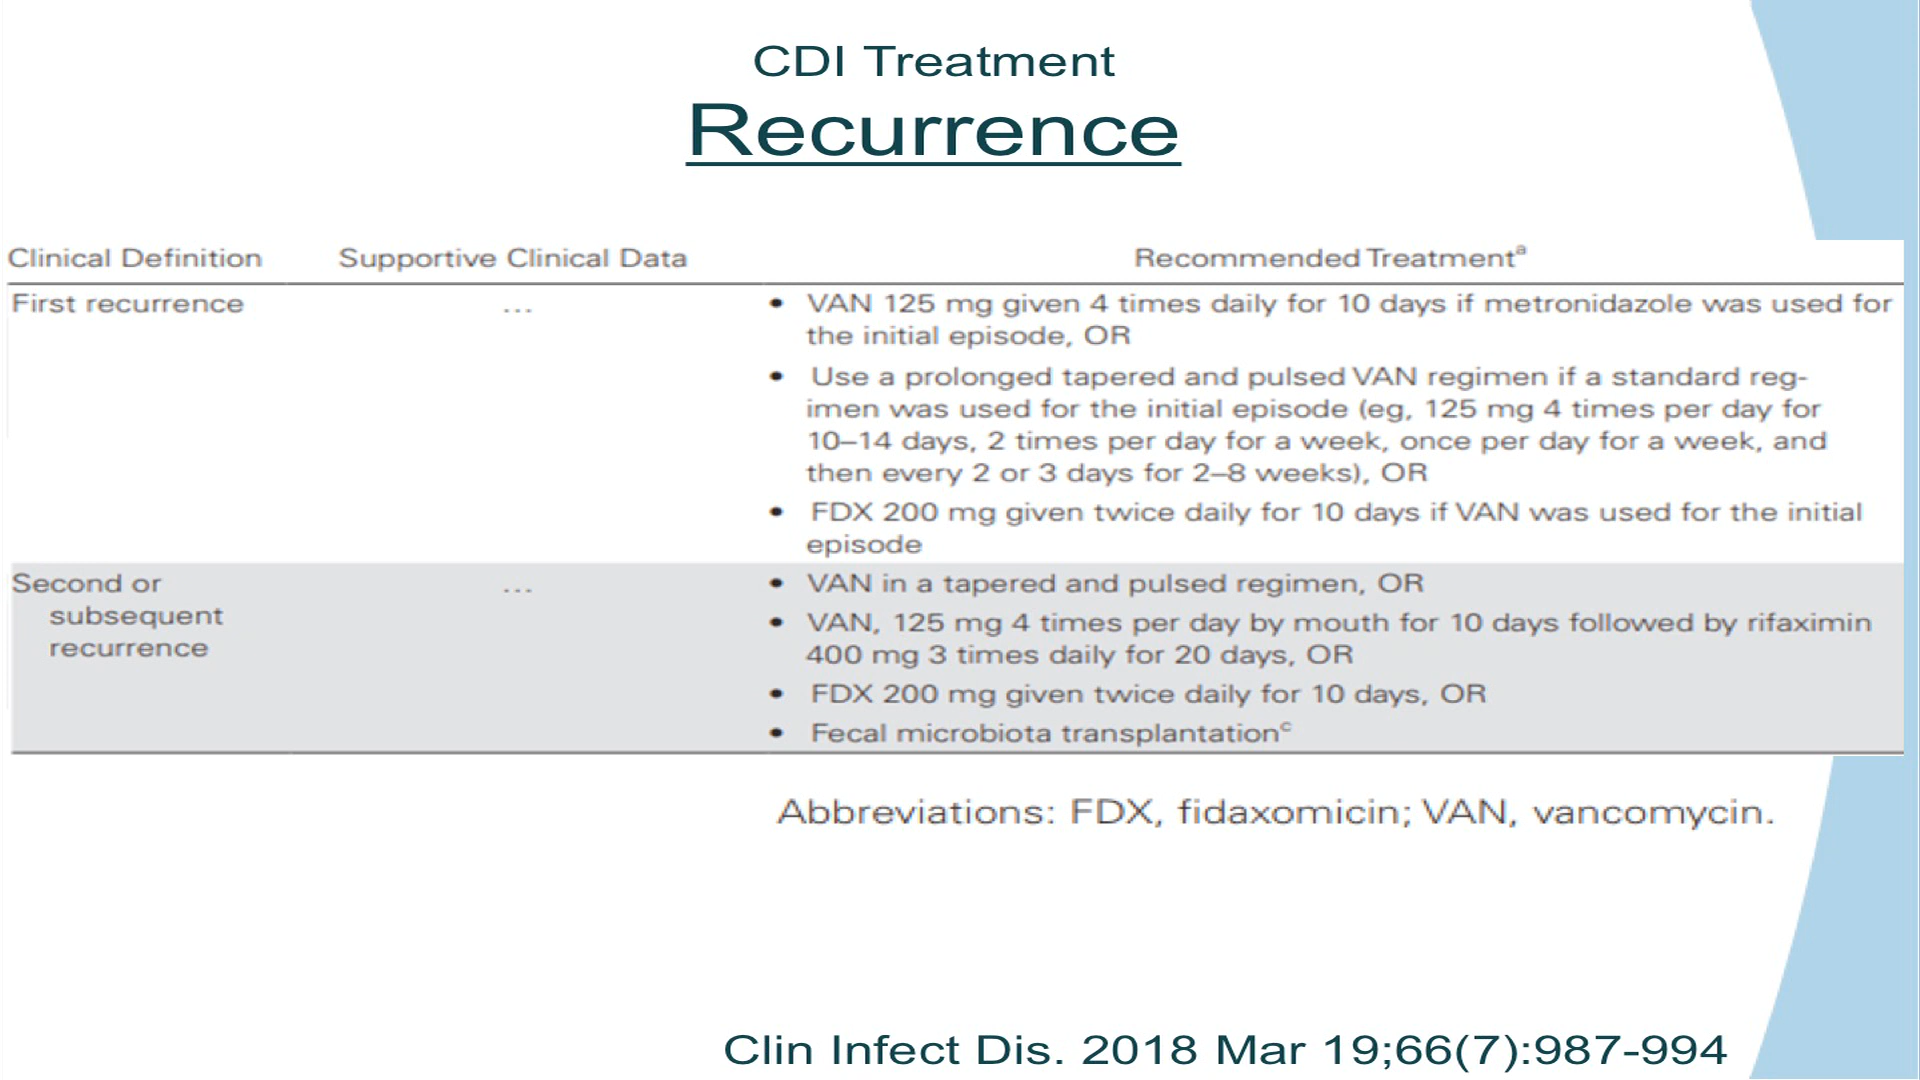 CDI Treatment
Recurrence
Clinical Definition Supportive Clinical Data Recommended Treatmentᵃ
First recurrence … • VAN 125 mg given 4 times daily for 10 days if metronidazole was used for
the initial episode, OR
• Use a prolonged tapered and pulsed VAN regimen if a standard reg-
imen was used for the initial episode (eg, 125 mg 4 times per day for
10–14 days, 2 times per day for a week, once per day for a week, and
then every 2 or 3 days for 2–8 weeks), OR
• FDX 200 mg given twice daily for 10 days if VAN was used for the initial
episode
Second or … • VAN in a tapered and pulsed regimen, OR
subsequent • VAN, 125 mg 4 times per day by mouth for 10 days followed by rifaximin
recurrence 400 mg 3 times daily for 20 days, OR
• FDX 200 mg given twice daily for 10 days, OR
• Fecal microbiota transplantationᶜ
Abbreviations: FDX, fidaxomicin; VAN, vancomycin.
Clin Infect Dis. 2018 Mar 19;66(7):987-994